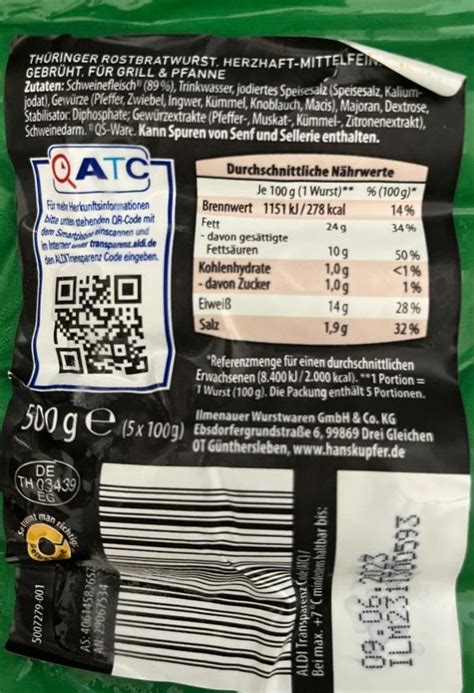 THÜRINGER ROSTBRATWURST. HERZHAFT-MITTELFEIN.
GEBRÜHT. FÜR GRILL & PFANNE
Zutaten: Schweinefleisch¹⁾ (89%), Trinkwasser, jodiertes Speisesalz (Speisesalz, Kalium-
jodat), Gewürze (Pfeffer, Zwiebel, Ingwer, Kümmel, Knoblauch, Macis), Majoran, Dextrose,
Stabilisator: Diphosphate; Gewürzextrakte (Pfeffer-, Muskat-, Kümmel-, Zitronenextrakt),
Schweinedarm. ¹⁾QS-Ware. Kann Spuren von Senf und Sellerie enthalten.
ATC
Für mehr Herkunftsinformationen
bitte unten stehenden QR-Code mit
dem Smartphone einscannen und
im Internet unter transparenz.aldi.de
den ALDI Transparenz Code eingeben.
Durchschnittliche Nährwerte
Je 100 g (1 Wurst)** % (100 g)*
Brennwert 1151 kJ/278 kcal 14%
Fett 24 g 34%
- davon gesättigte
Fettsäuren 10 g 50%
Kohlenhydrate 1,0 g <1%
- davon Zucker 1,0 g 1%
Eiweiß 14 g 28%
Salz 1,9 g 32%
*Referenzmenge für einen durchschnittlichen
Erwachsenen (8.400 kJ/2.000 kcal). **1 Portion =
1 Wurst (100 g). Die Packung enthält 5 Portionen.
500 g e (5 x 100g)
Ilmenauer Wurstwaren GmbH & Co. KG
Ebsdorfergrundstraße 6, 99869 Drei Gleichen
OT Günthersleben, www.hanskupfer.de
DE
TH 03439
EG
5007279-001
ALDI Transparenz Code
Bei max. +7°C mindestens haltbar bis:
09.06.2023